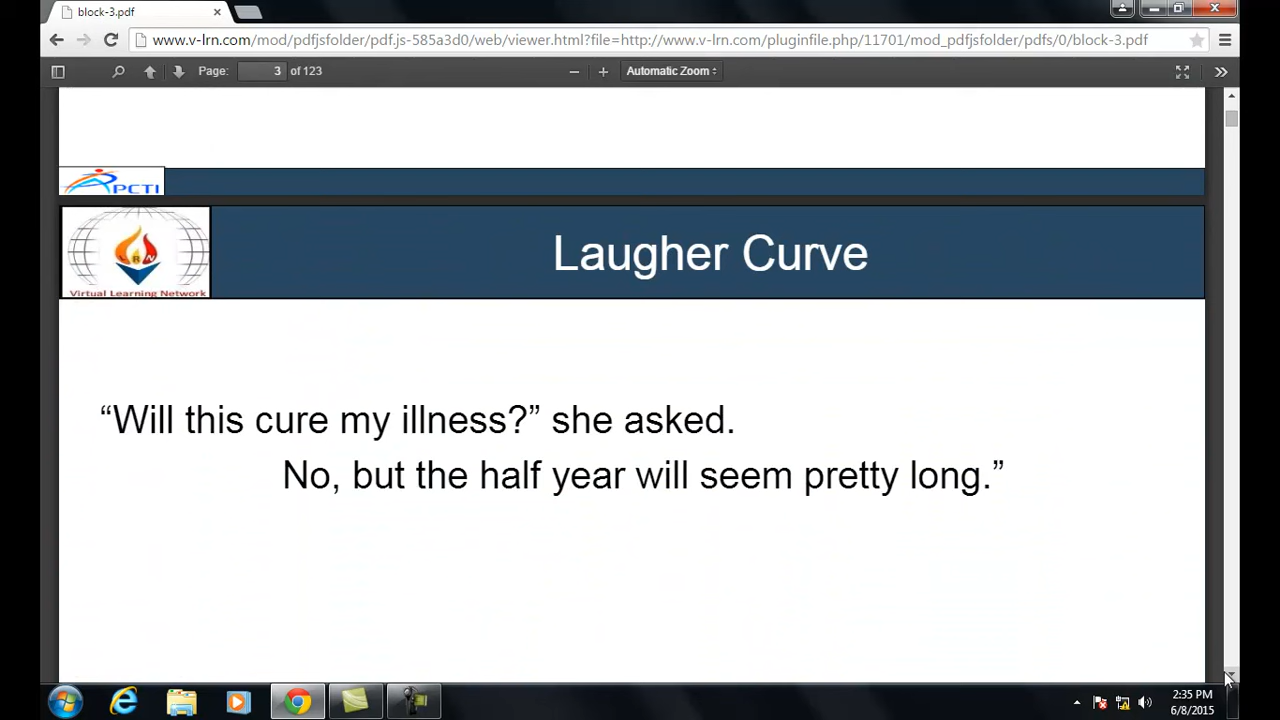 block-3.pdf
www.v-lrn.com/mod/pdfjsfolder/pdf.js-585a3d0/web/viewer.html?file=http://www.v-lrn.com/pluginfile.php/11701/mod_pdfjsfolder/pdfs/0/block-3.pdf
Page: 3 of 123
Automatic Zoom
PCTI
Laugher Curve
RN
Virtual Learning Network
“Will this cure my illness?” she asked.
No, but the half year will seem pretty long.”
2:35 PM
6/8/2015